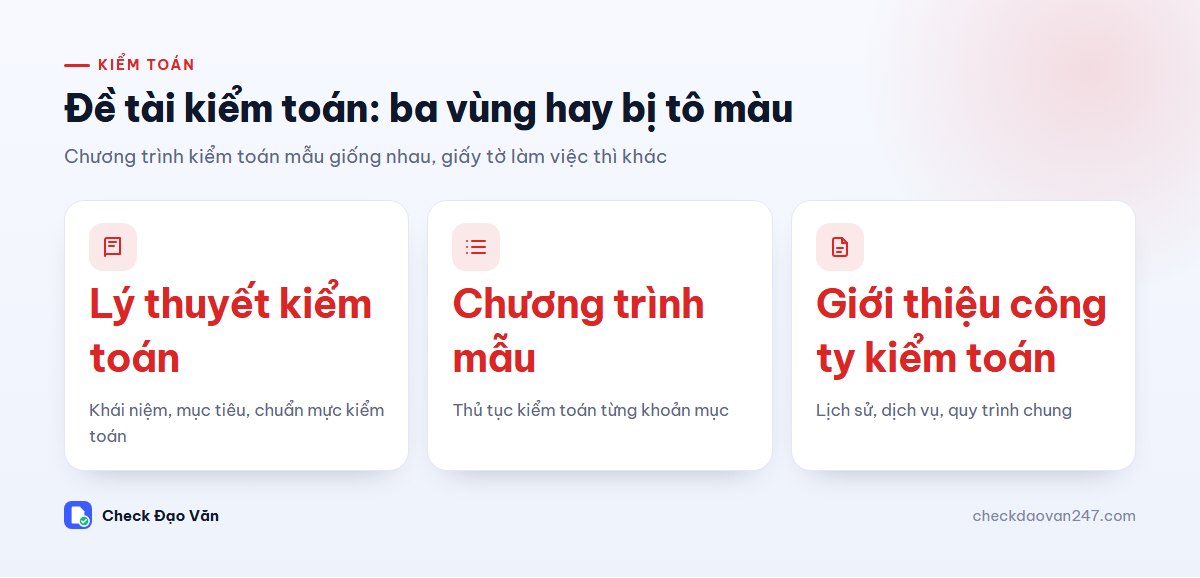 KIỂM TOÁN
Đề tài kiểm toán: ba vùng hay bị tô màu
Chương trình kiểm toán mẫu giống nhau, giấy tờ làm việc thì khác
Lý thuyết kiểm
toán
Khái niệm, mục tiêu, chuẩn mực kiểm
toán
Chương trình
mẫu
Thủ tục kiểm toán từng khoản mục
Giới thiệu công
ty kiểm toán
Lịch sử, dịch vụ, quy trình chung
Check Đạo Văn
checkdaovan247.com